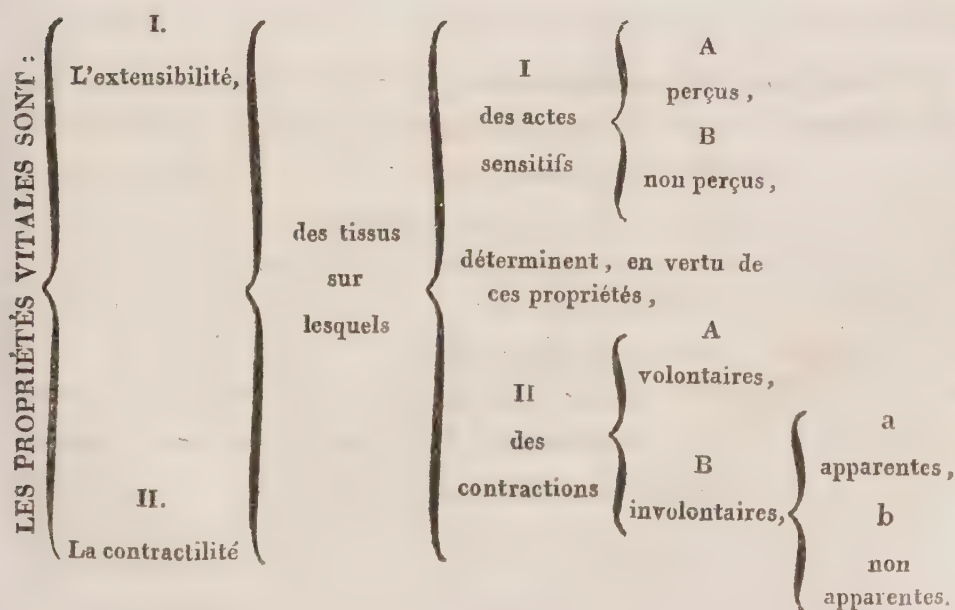 LES PROPRIÉTÉS VITALES SONT :
I.
L'extensibilité,
II.
La contractilité
des tissus
sur
lesquels
I
des actes
sensitifs
A
perçus ,
B
non perçus ,
déterminent , en vertu de
ces propriétés ,
II
des
contractions
A
volontaires,
B
involontaires,
a
apparentes,
b
non
apparentes.